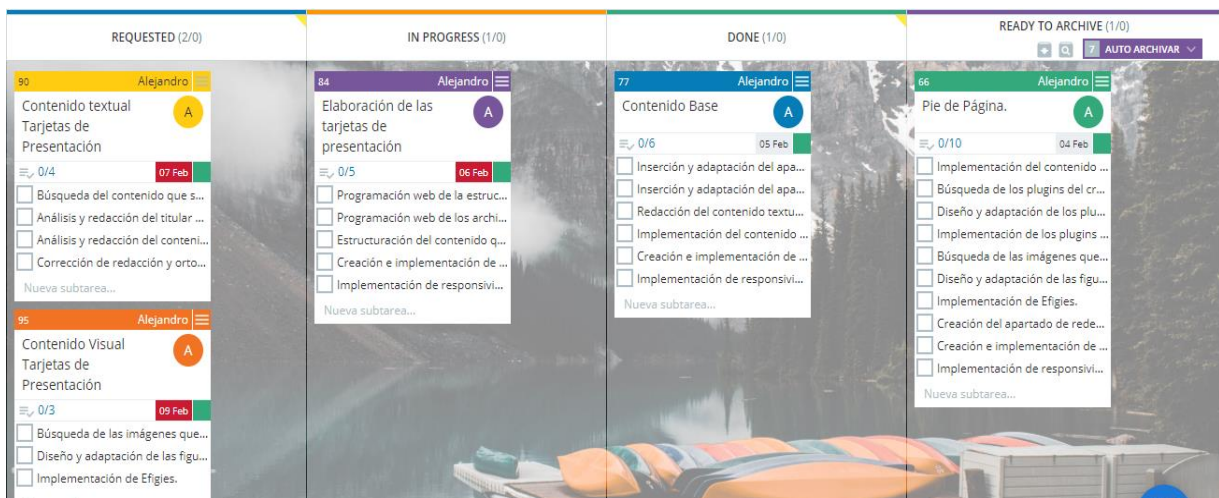 REQUESTED (2/0)
90 Alejandro
Contenido textual
Tarjetas de
Presentación
A
0/4 07 Feb
Búsqueda del contenido que s...
Análisis y redacción del titular ...
Análisis y redacción del conteni...
Corrección de redacción y orto...
Nueva subtarea...
95 Alejandro
Contenido Visual
Tarjetas de
Presentación
A
0/3 09 Feb
Búsqueda de las imágenes que...
Diseño y adaptación de las figu...
Implementación de Efigies.
IN PROGRESS (1/0)
84 Alejandro
Elaboración de las
tarjetas de
presentación
A
0/5 06 Feb
Programación web de la estruc...
Programación web de los archi...
Estructuración del contenido q...
Creación e implementación de ...
Implementación de responsivi...
Nueva subtarea...
DONE (1/0)
77 Alejandro
Contenido Base
A
0/6 05 Feb
Inserción y adaptación del apa...
Inserción y adaptación del apa...
Redacción del contenido textu...
Implementación del contenido ...
Creación e implementación de ...
Implementación de responsivi...
Nueva subtarea...
READY TO ARCHIVE (1/0)
7 AUTO ARCHIVAR
66 Alejandro
Pie de Página.
A
0/10 04 Feb
Implementación del contenido ...
Búsqueda de los plugins del cr...
Diseño y adaptación de los plu...
Implementación de los plugins ...
Búsqueda de las imágenes que...
Diseño y adaptación de las figu...
Implementación de Efigies.
Creación del apartado de rede...
Creación e implementación de ...
Implementación de responsivi...
Nueva subtarea...